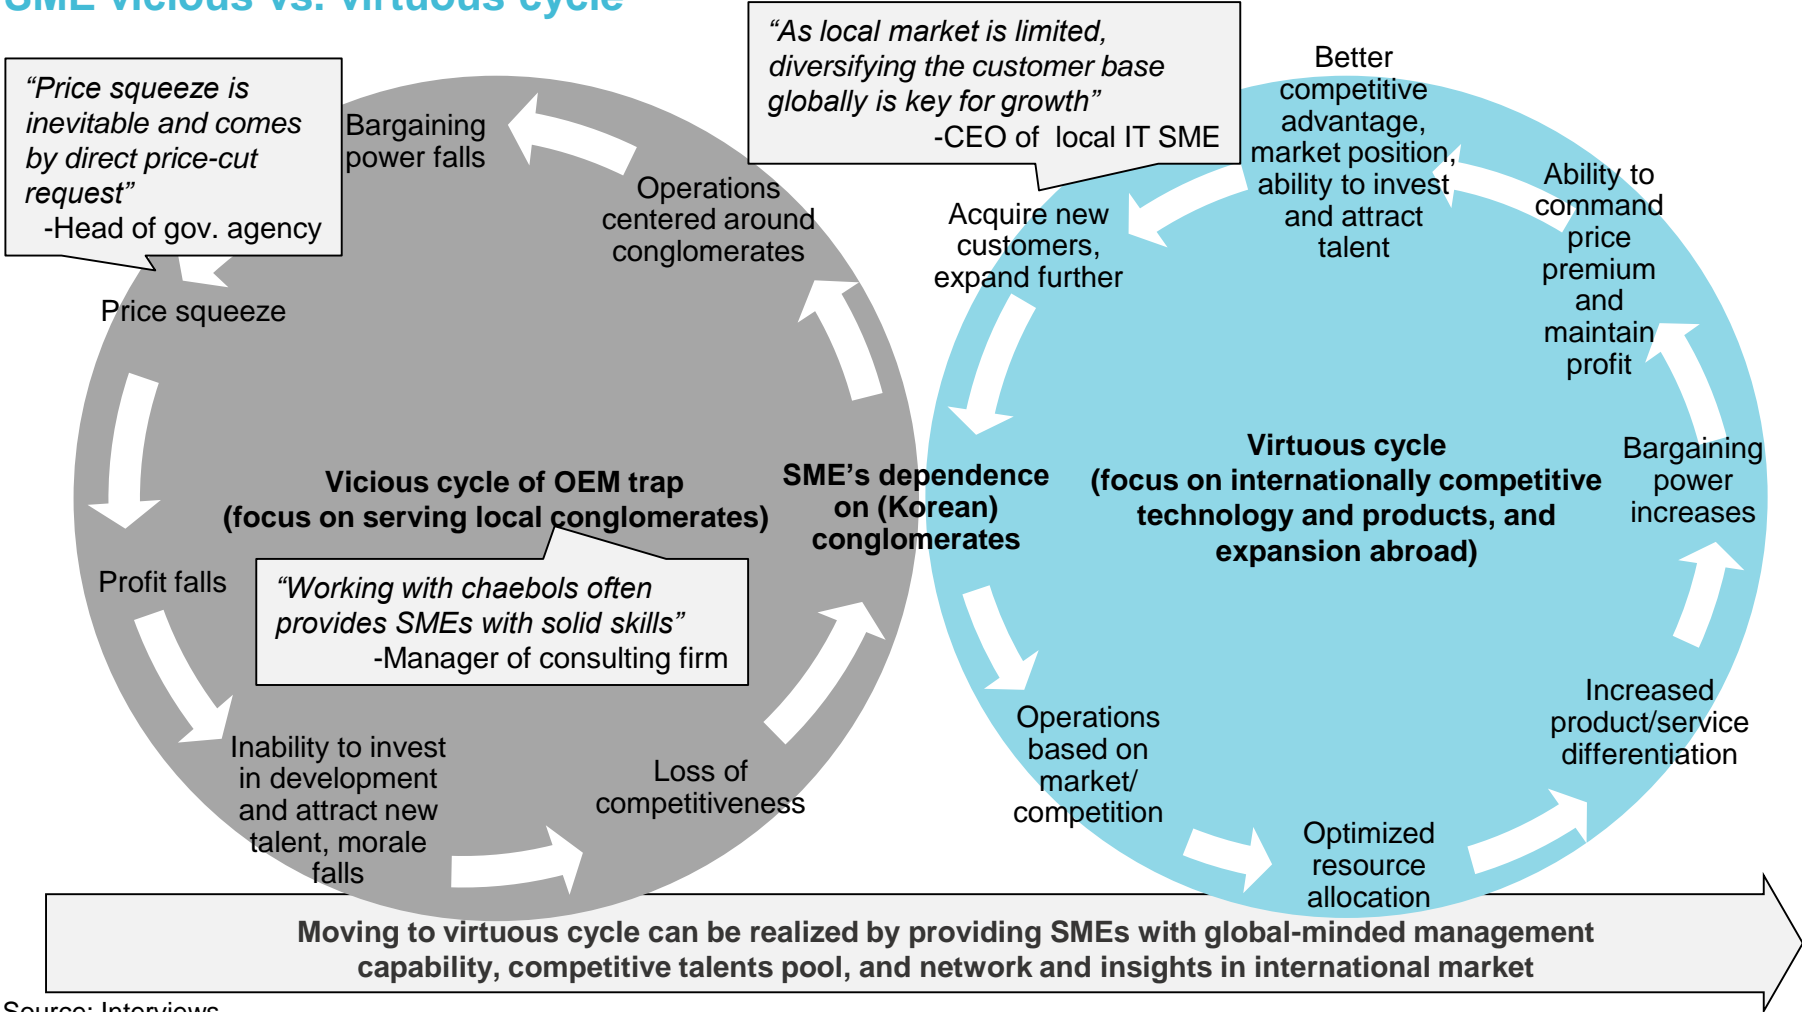 SME vicious vs. virtuous cycle
“Price squeeze is
inevitable and comes
by direct price-cut
request”
-Head of gov. agency
“As local market is limited,
diversifying the customer base
globally is key for growth”
-CEO of local IT SME
Bargaining
power falls
Operations
centered around
conglomerates
Price squeeze
Profit falls
Inability to invest
in development
and attract new
talent, morale
falls
Loss of
competitiveness
Vicious cycle of OEM trap
(focus on serving local conglomerates)
“Working with chaebols often
provides SMEs with solid skills”
-Manager of consulting firm
SME’s dependence
on (Korean)
conglomerates
Better
competitive
advantage,
market position,
ability to invest
and attract
talent
Acquire new
customers,
expand further
Ability to
command
price
premium
and
maintain
profit
Virtuous cycle
(focus on internationally competitive
technology and products, and
expansion abroad)
Bargaining
power
increases
Increased
product/service
differentiation
Operations
based on
market/
competition
Optimized
resource
allocation
Moving to virtuous cycle can be realized by providing SMEs with global-minded management
capability, competitive talents pool, and network and insights in international market
Source: Interviews